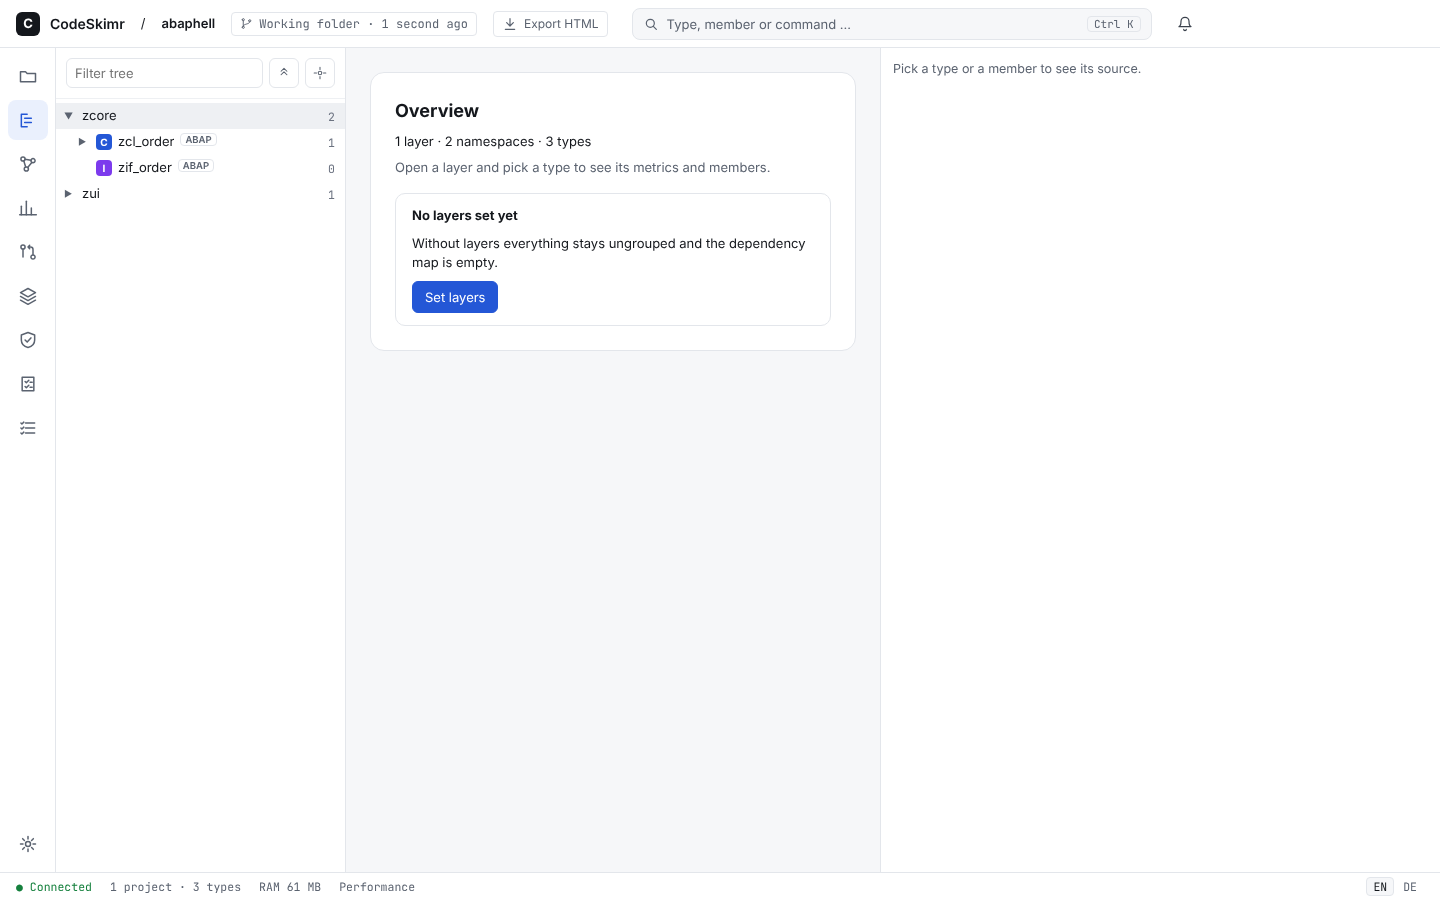 C CodeSkimr / abaphell Working folder · 1 second ago Export HTML Type, member or command ... Ctrl K
Filter tree
zcore 2
C zcl_order ABAP 1
I zif_order ABAP 0
zui 1
Overview
1 layer · 2 namespaces · 3 types
Open a layer and pick a type to see its metrics and members.
No layers set yet
Without layers everything stays ungrouped and the dependency
map is empty.
Set layers
Pick a type or a member to see its source.
Connected 1 project · 3 types RAM 61 MB Performance EN DE